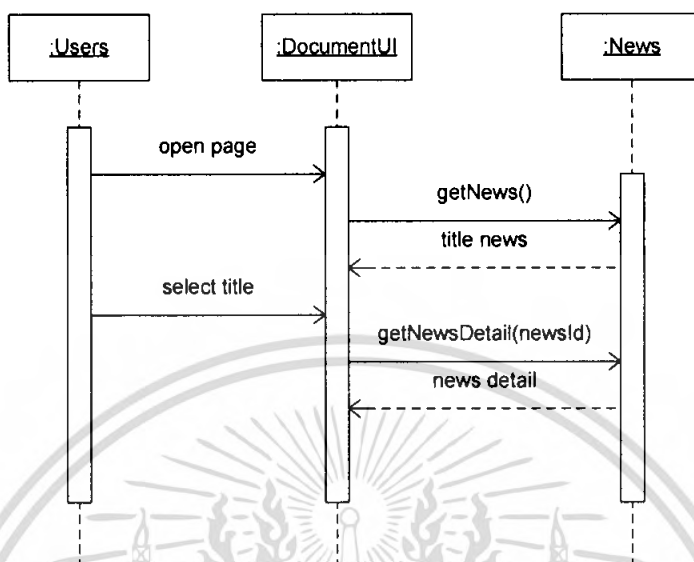 :Users
:DocumentUI
:News
open page
getNews()
title news
select title
getNewsDetail(newsId)
news detail